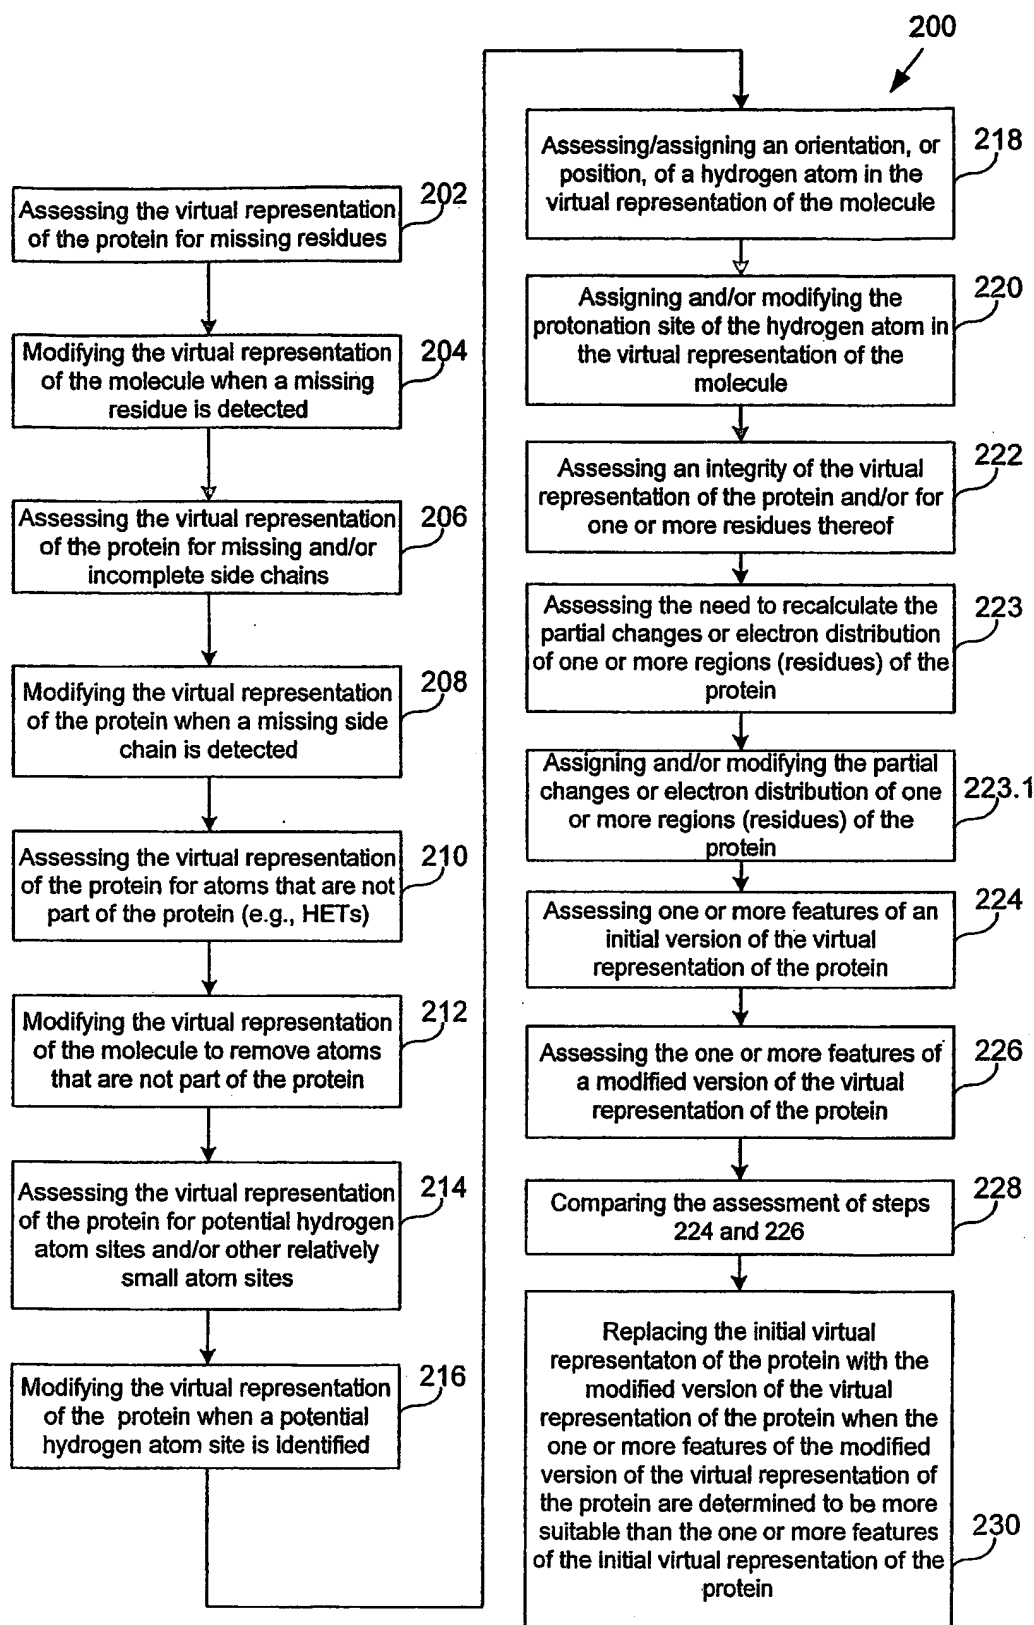 200
Assessing the virtual representation
of the protein for missing residues
202
Modifying the virtual representation
of the molecule when a missing
residue is detected
204
Assessing the virtual representation
of the protein for missing and/or
incomplete side chains
206
Modifying the virtual representation
of the protein when a missing side
chain is detected
208
Assessing the virtual representation
of the protein for atoms that are not
part of the protein (e.g., HETs)
210
Modifying the virtual representation
of the molecule to remove atoms
that are not part of the protein
212
Assessing the virtual representation
of the protein for potential hydrogen
atom sites and/or other relatively
small atom sites
214
Modifying the virtual representation
of the protein when a potential
hydrogen atom site is identified
216
Assessing/assigning an orientation, or
position, of a hydrogen atom in the
virtual representation of the molecule
218
Assigning and/or modifying the
protonation site of the hydrogen atom in
the virtual representation of the
molecule
220
Assessing an integrity of the virtual
representation of the protein and/or for
one or more residues thereof
222
Assessing the need to recalculate the
partial changes or electron distribution
of one or more regions (residues) of the
protein
223
Assigning and/or modifying the partial
changes or electron distribution of one
or more regions (residues) of the
protein
223.1
Assessing one or more features of an
initial version of the virtual
representation of the protein
224
Assessing the one or more features of
a modified version of the virtual
representation of the protein
226
Comparing the assessment of steps
224 and 226
228
Replacing the initial virtual
representaton of the protein with the
modified version of the virtual
representation of the protein when the
one or more features of the modified
version of the virtual representation of
the protein are determined to be more
suitable than the one or more features
of the initial virtual representation of the
protein
230